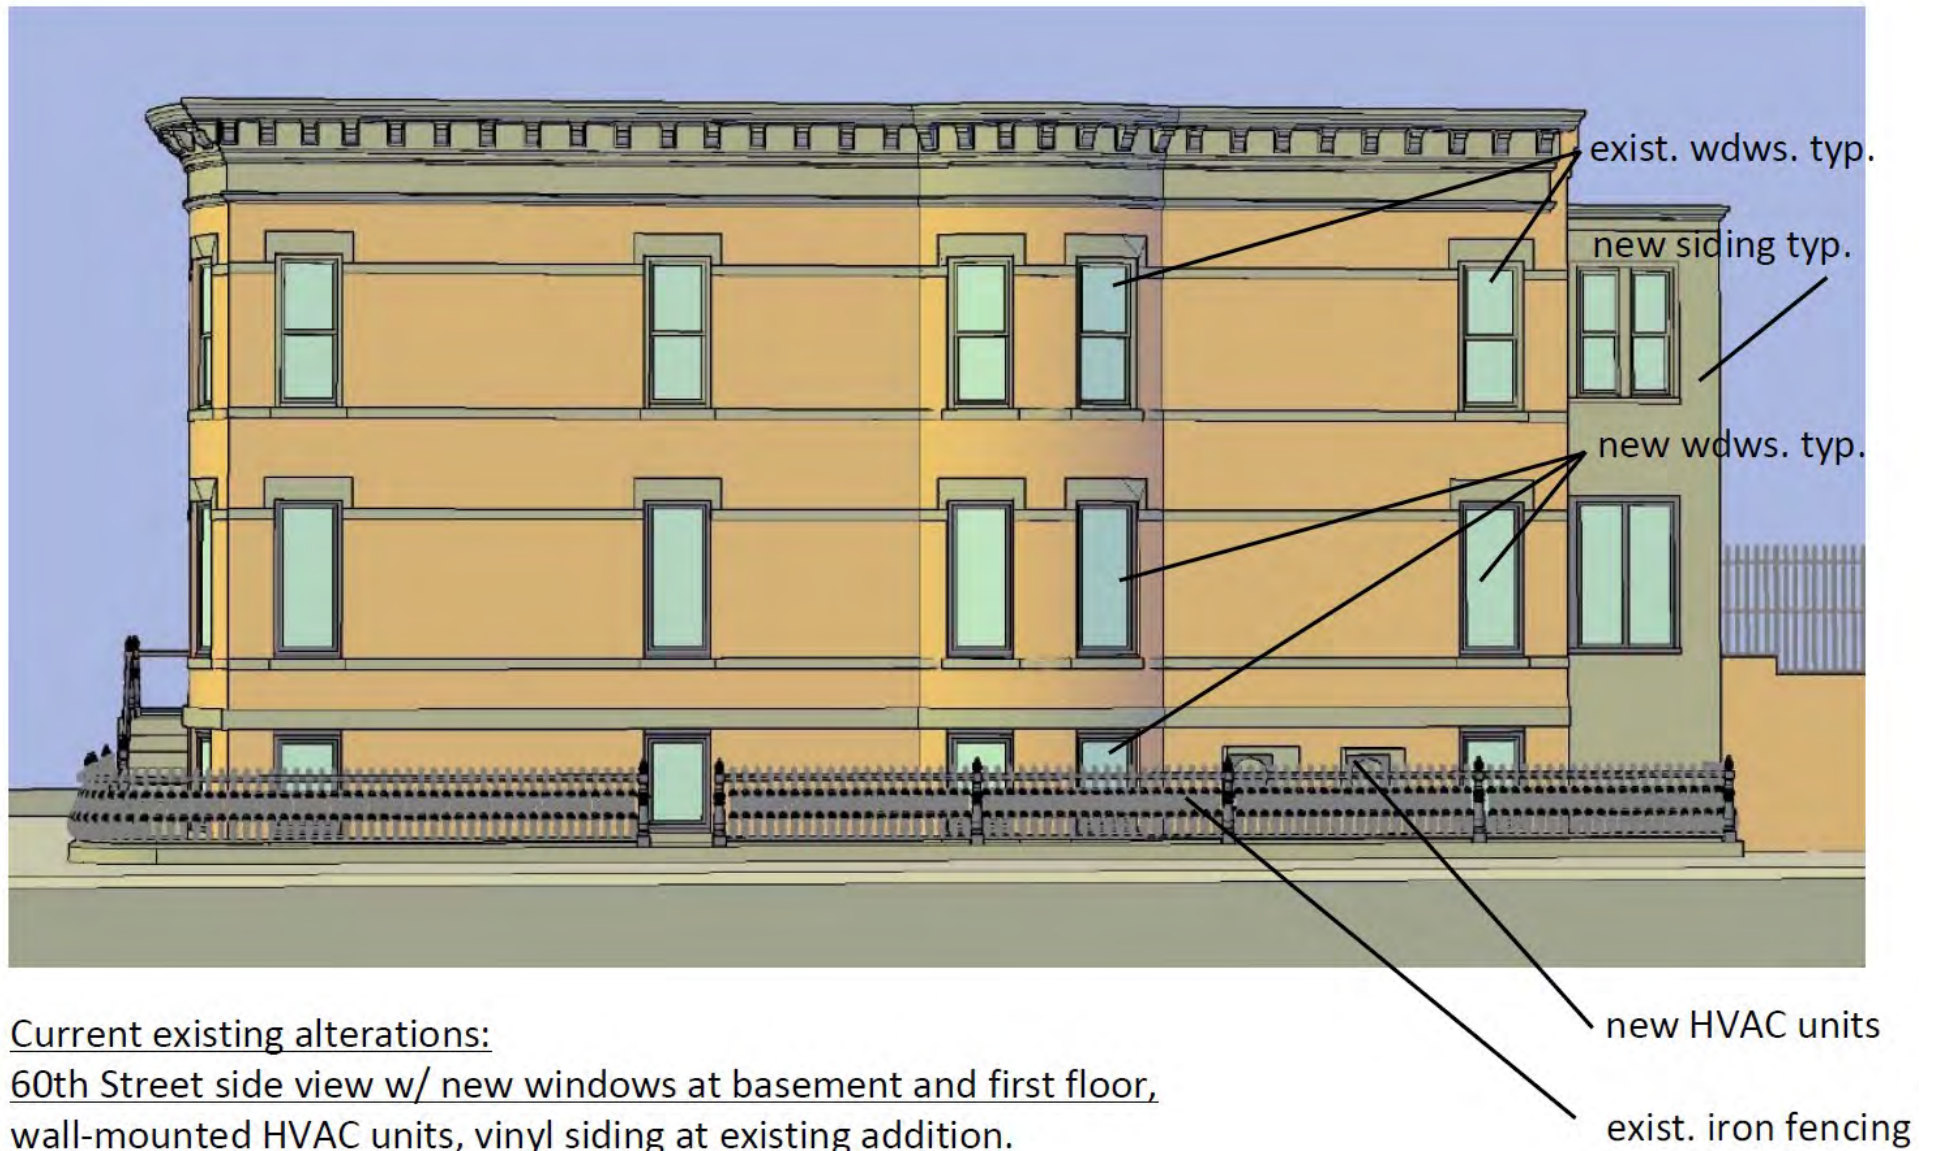 exist. wdws. typ.
new siding typ.
new wdws. typ.
new HVAC units
exist. iron fencing
Current existing alterations:
60th Street side view w/ new windows at basement and first floor,
wall-mounted HVAC units, vinyl siding at existing addition.